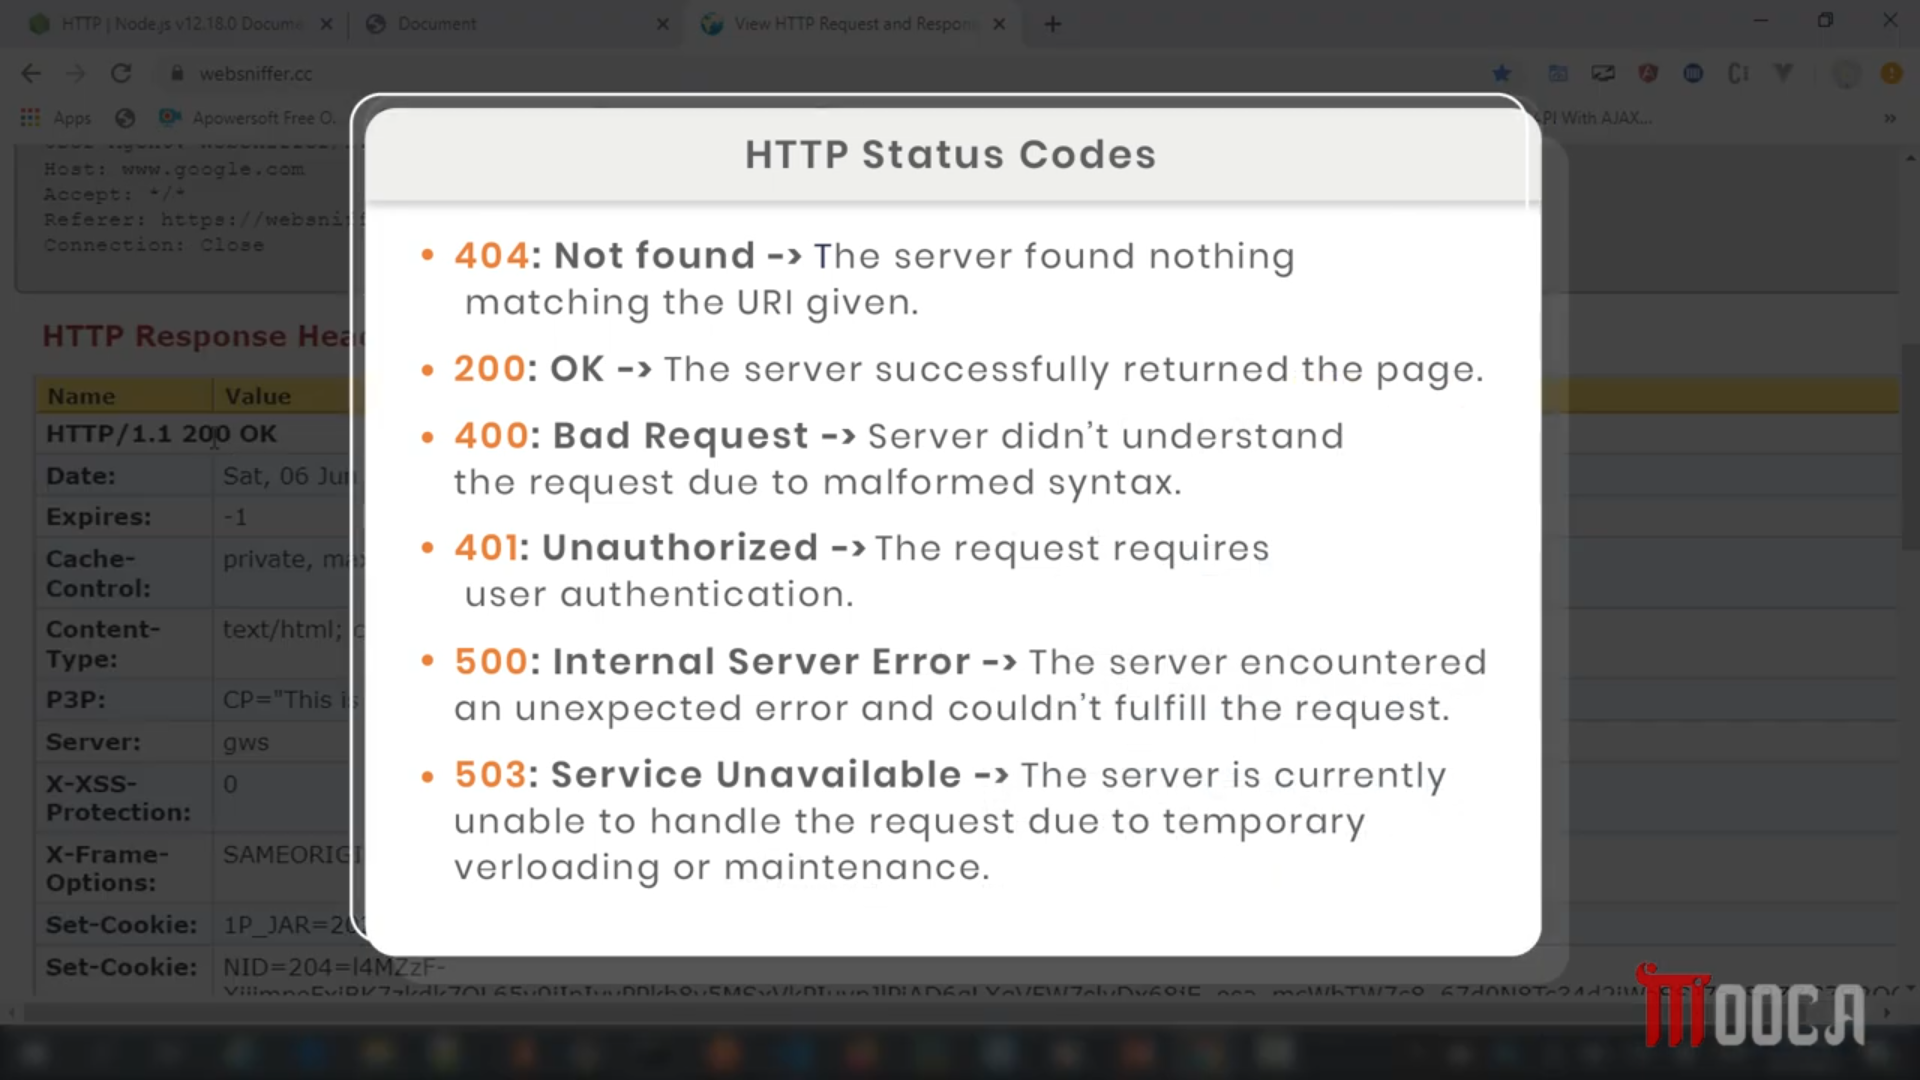 HTTP | Node.js v12.18.0 Docume
Document
View HTTP Request and Respon
websniffer.cc
Apps
Apowersoft Free O.
PI With AJAX...
Host: www.google.com
Accept: */*
Referer: https://websnif
Connection: Close
HTTP Response Hea
Name Value
HTTP/1.1 200 OK
Date: Sat, 06 Jun
Expires: -1
Cache-
Control:
private, ma
Content-
Type:
text/html;
P3P: CP="This is
Server: gws
X-XSS-
Protection:
0
X-Frame-
Options:
SAMEORIGI
Set-Cookie: 1P_JAR=20
Set-Cookie: NID=204=l4MZzF-
HTTP Status Codes
• 404: Not found -> The server found nothing
matching the URI given.
• 200: OK -> The server successfully returned the page.
• 400: Bad Request -> Server didn't understand
the request due to malformed syntax.
• 401: Unauthorized -> The request requires
user authentication.
• 500: Internal Server Error -> The server encountered
an unexpected error and couldn't fulfill the request.
• 503: Service Unavailable -> The server is currently
unable to handle the request due to temporary
verloading or maintenance.
MOOCA